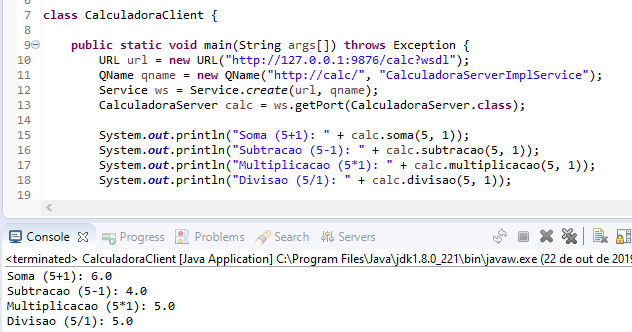 7 class CalculadoraClient {
8
9 public static void main(String args[]) throws Exception {
10 URL url = new URL("http://127.0.0.1:9876/calc?wsdl");
11 QName qname = new QName("http://calc/", "CalculadoraServerImplService");
12 Service ws = Service.create(url, qname);
13 CalculadoraServer calc = ws.getPort(CalculadoraServer.class);
14
15 System.out.println("Soma (5+1): " + calc.soma(5, 1));
16 System.out.println("Subtracao (5-1): " + calc.subtracao(5, 1));
17 System.out.println("Multiplicacao (5*1): " + calc.multiplicacao(5, 1));
18 System.out.println("Divisao (5/1): " + calc.divisao(5, 1));
19
Console Progress Problems Search Servers
<terminated> CalculadoraClient [Java Application] C:\Program Files\Java\jdk1.8.0_221\bin\javaw.exe (22 de out de 2019
Soma (5+1): 6.0
Subtracao (5-1): 4.0
Multiplicacao (5*1): 5.0
Divisao (5/1): 5.0